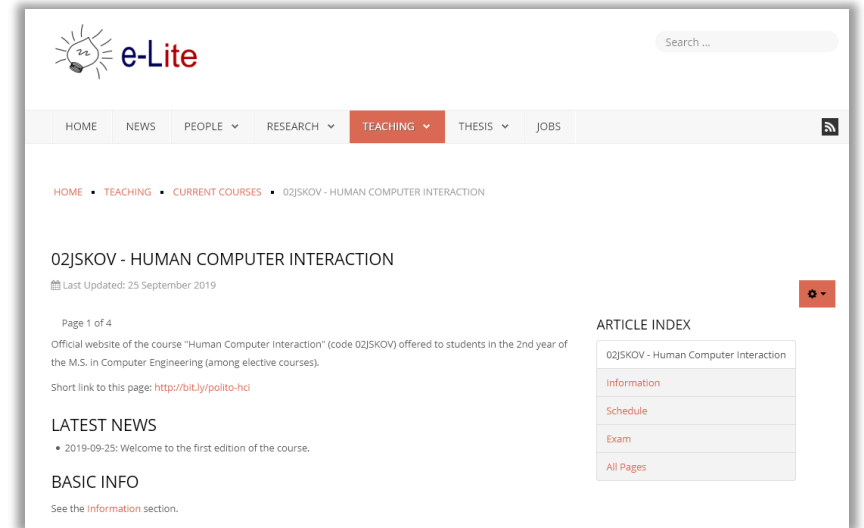 e-Lite
Search ...
HOME NEWS PEOPLE RESEARCH TEACHING THESIS JOBS
HOME ▪ TEACHING ▪ CURRENT COURSES ▪ 02JSKOV - HUMAN COMPUTER INTERACTION
02JSKOV - HUMAN COMPUTER INTERACTION
Last Updated: 25 September 2019
Page 1 of 4
Official website of the course "Human Computer Interaction" (code 02JSKOV) offered to students in the 2nd year of
the M.S. in Computer Engineering (among elective courses).
Short link to this page: http://bit.ly/polito-hci
LATEST NEWS
• 2019-09-25: Welcome to the first edition of the course.
BASIC INFO
See the Information section.
ARTICLE INDEX
02JSKOV - Human Computer Interaction
Information
Schedule
Exam
All Pages